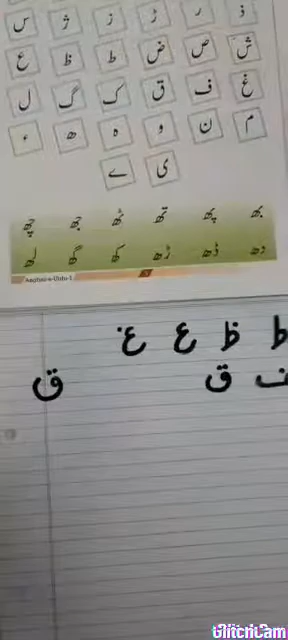 ذ ر ڑ ز ژ س
ش ص ض ط ظ ع
غ ف ق ک گ ل
م ن و ہ ھ ء
ی ے
بھ پھ تھ ٹھ جھ چھ
دھ ڈھ ڑھ کھ گھ لھ
ط ظ ع غ
ف ق ق
GlitchCam